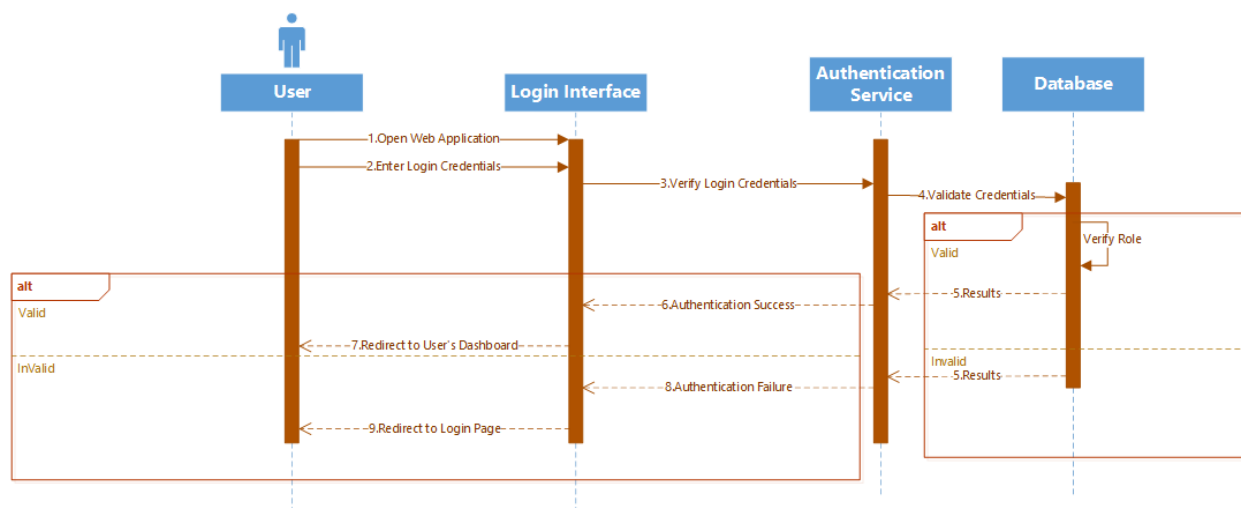 User
Login Interface
Authentication
Service
Database
1.Open Web Application
2.Enter Login Credentials
3.Verify Login Credentials
4.Validate Credentials
alt
Valid
Verify Role
alt
Valid
5.Results
6.Authentication Success
7.Redirect to User's Dashboard
InValid
Invalid
5.Results
8.Authentication Failure
9.Redirect to Login Page